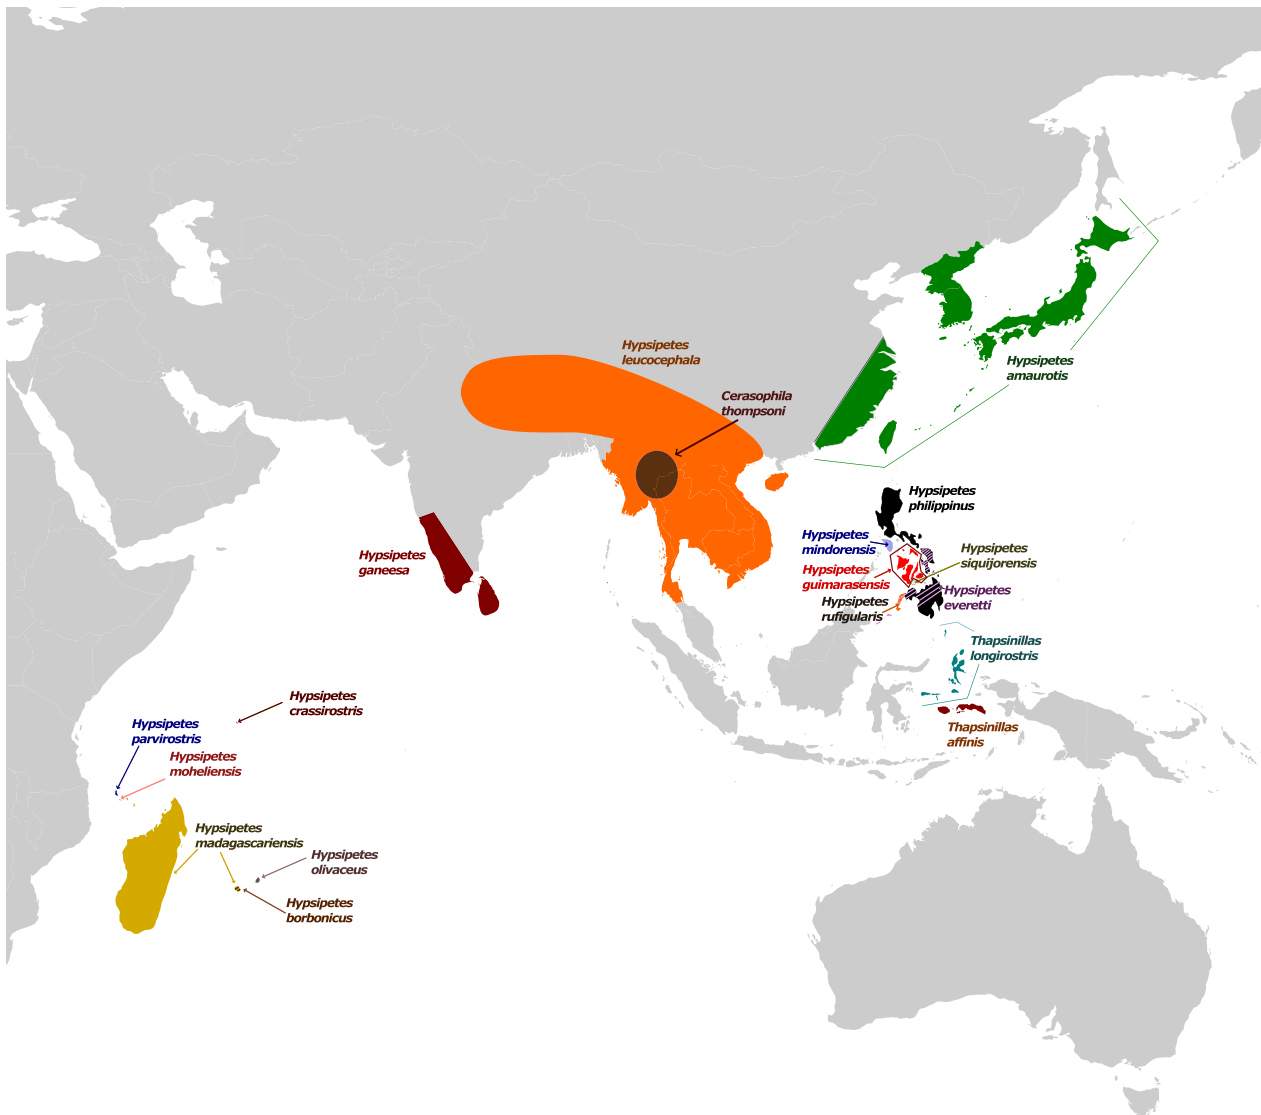 Hypsipetes
leucocephala
Hypsipetes
amaurotis
Cerasophila
thompsoni
Hypsipetes
philippinus
Hypsipetes
mindorensis
Hypsipetes
siquijorensis
Hypsipetes
ganeesa
Hypsipetes
guimarasensis
Hypsipetes
everetti
Hypsipetes
rufigularis
Thapsinillas
longirostris
Hypsipetes
crassirostris
Hypsipetes
parvirostris
Thapsinillas
affinis
Hypsipetes
moheliensis
Hypsipetes
madagascariensis
Hypsipetes
olivaceus
Hypsipetes
borbonicus